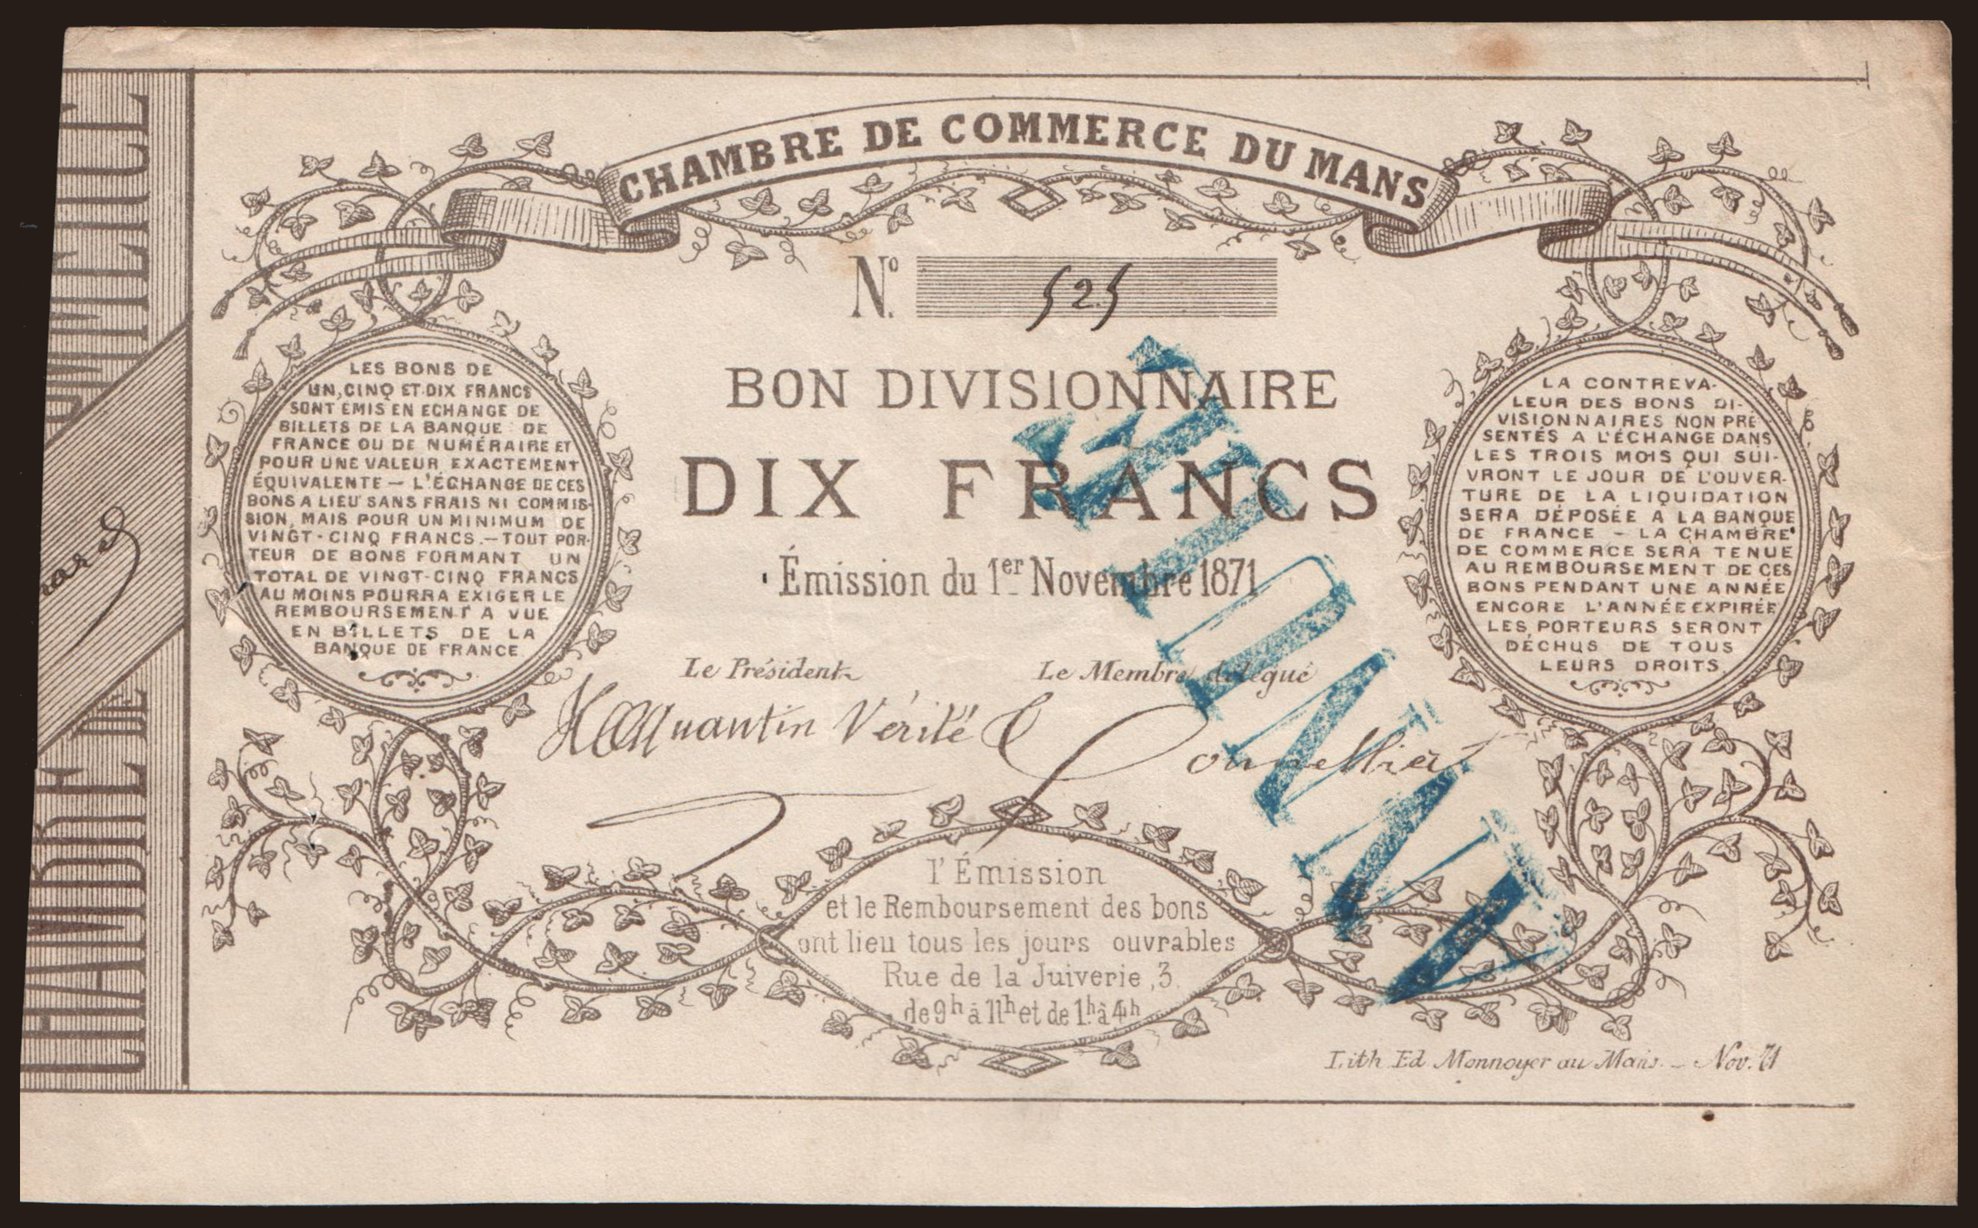 CHAMBRE DE COMMERCE DU MANS
N.º 525
BON DIVISIONNAIRE
DIX FRANCS
Émission du 1er Novembre 1871
LES BONS DE
UN, CINQ ET DIX FRANCS
SONT EMIS EN ECHANGE DE
BILLETS DE LA BANQUE DE
FRANCE OU DE NUMÉRAIRE ET
POUR UNE VALEUR EXACTEMENT
ÉQUIVALENTE – L'ÉCHANGE DE CES
BONS A LIEU SANS FRAIS NI COMMIS-
SION, MAIS POUR UN MINIMUM DE
VINGT-CINQ FRANCS. – TOUT POR-
TEUR DE BONS FORMANT UN
TOTAL DE VINGT-CINQ FRANCS
AU MOINS POURRA EXIGER LE
REMBOURSEMENT A VUE
EN BILLETS DE LA
BANQUE DE FRANCE.
LA CONTREVA-
LEUR DES BONS DI-
VISIONNAIRES NON PRÉ-
SENTÉS A L'ÉCHANGE DANS
LES TROIS MOIS QUI SUI-
VRONT LE JOUR DE L'OUVER-
TURE DE LA LIQUIDATION
SERA DÉPOSÉE A LA BANQUE
DE FRANCE – LA CHAMBRE
DE COMMERCE SERA TENUE
AU REMBOURSEMENT DE CES
BONS PENDANT UNE ANNÉE
ENCORE L'ANNÉE EXPIRÉE
LES PORTEURS SERONT
DÉCHUS DE TOUS
LEURS DROITS.
Le Président
Le Membre délégué
Quantin Vérité
ANNULÉ
l'Émission
et le Remboursement des bons
ont lieu tous les jours ouvrables
Rue de la Juiverie, 3.
de 9h à 11h et de 1h à 4h
Lith Ed Monnoyer au Mans. – Nov. 71
CHAMBRE DE